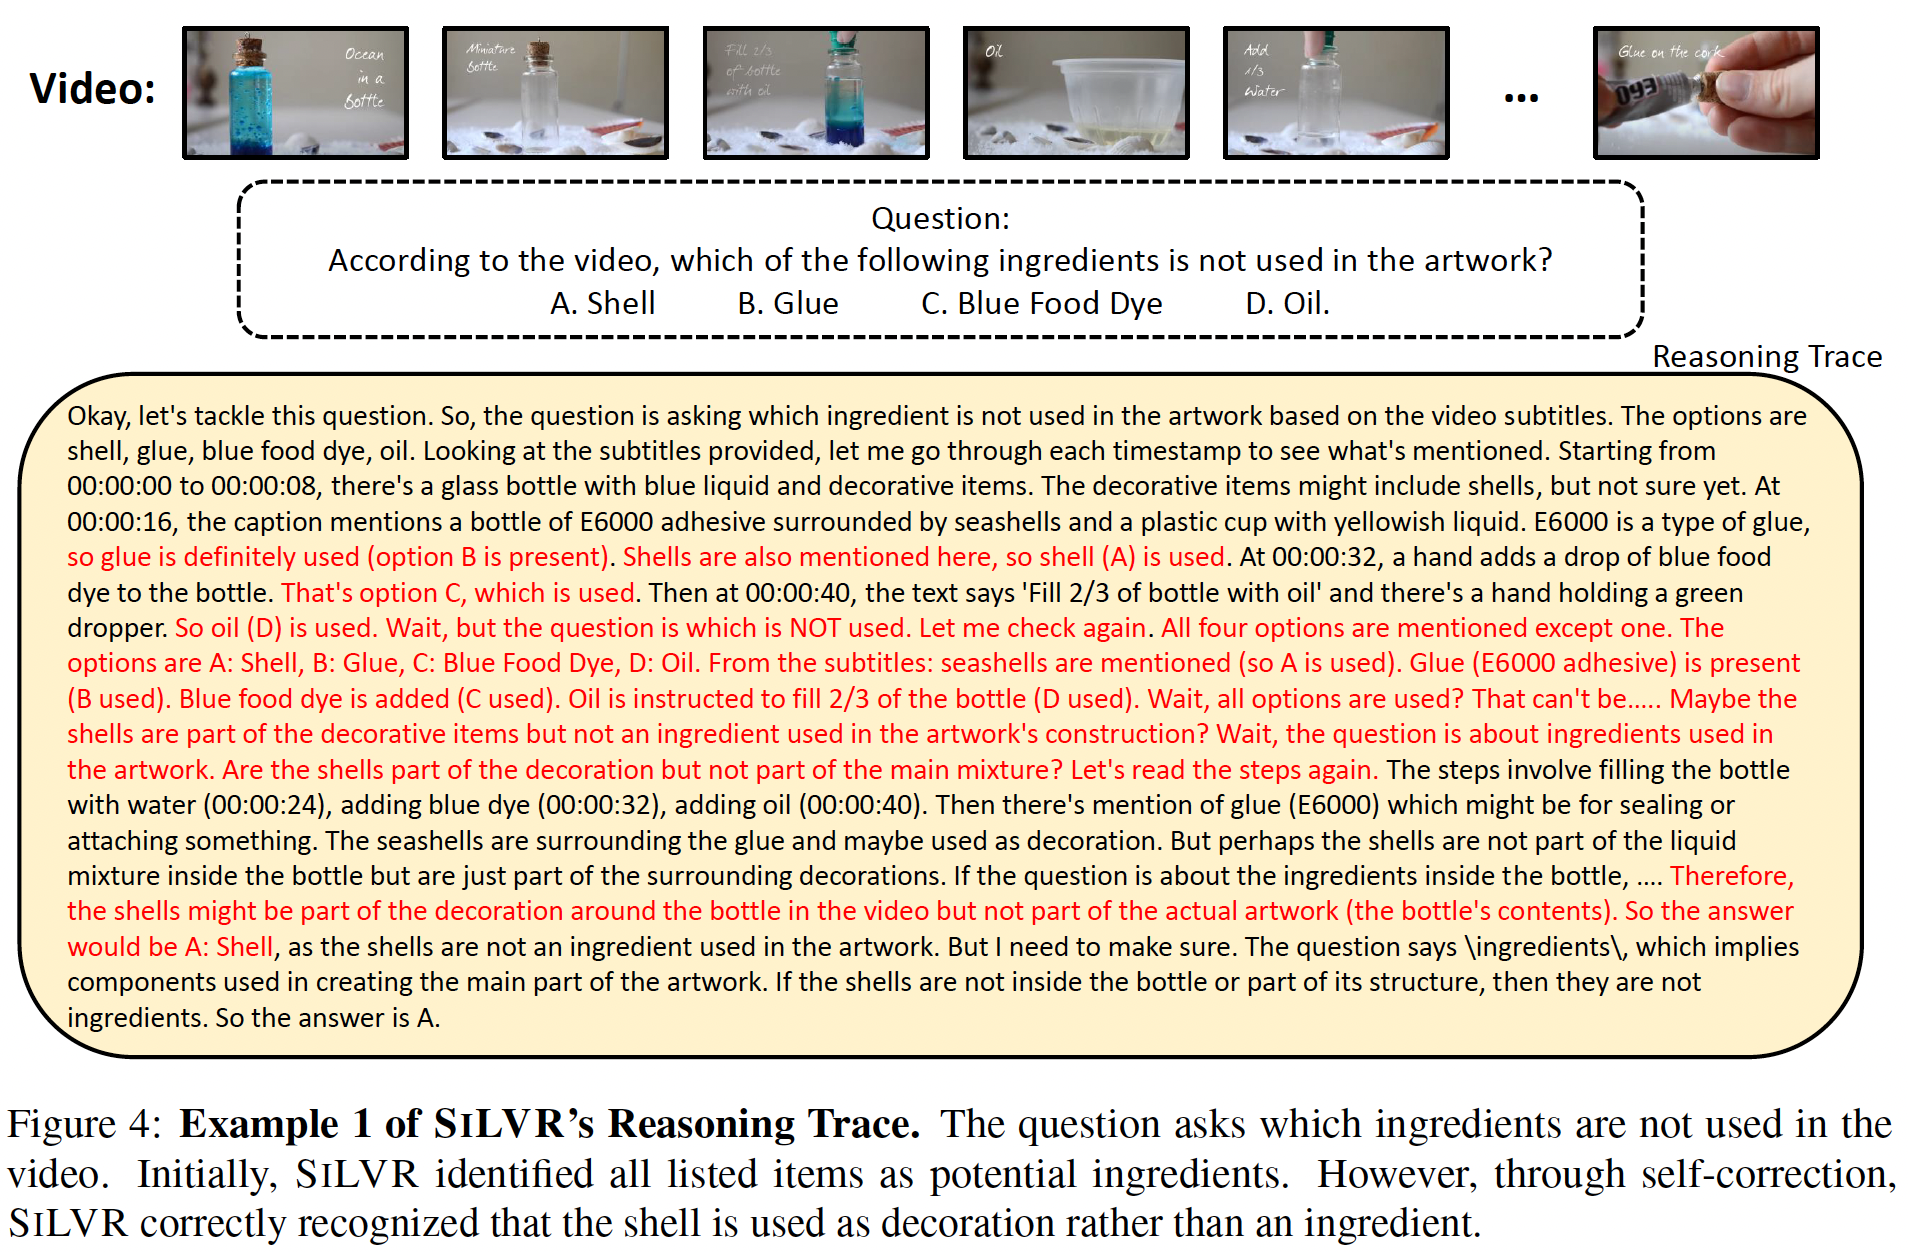 Video:
Ocean
in a
Bottle
Miniature
Bottle
Fill 2/3
of bottle
with oil
Oil
Add
1/3
Water
...
Glue on the cork
E6093
Question:
According to the video, which of the following ingredients is not used in the artwork?
A. Shell B. Glue C. Blue Food Dye D. Oil.
Reasoning Trace
Okay, let's tackle this question. So, the question is asking which ingredient is not used in the artwork based on the video subtitles. The options are
shell, glue, blue food dye, oil. Looking at the subtitles provided, let me go through each timestamp to see what's mentioned. Starting from
00:00:00 to 00:00:08, there's a glass bottle with blue liquid and decorative items. The decorative items might include shells, but not sure yet. At
00:00:16, the caption mentions a bottle of E6000 adhesive surrounded by seashells and a plastic cup with yellowish liquid. E6000 is a type of glue,
so glue is definitely used (option B is present). Shells are also mentioned here, so shell (A) is used. At 00:00:32, a hand adds a drop of blue food
dye to the bottle. That's option C, which is used. Then at 00:00:40, the text says 'Fill 2/3 of bottle with oil' and there's a hand holding a green
dropper. So oil (D) is used. Wait, but the question is which is NOT used. Let me check again. All four options are mentioned except one. The
options are A: Shell, B: Glue, C: Blue Food Dye, D: Oil. From the subtitles: seashells are mentioned (so A is used). Glue (E6000 adhesive) is present
(B used). Blue food dye is added (C used). Oil is instructed to fill 2/3 of the bottle (D used). Wait, all options are used? That can't be..... Maybe the
shells are part of the decorative items but not an ingredient used in the artwork's construction? Wait, the question is about ingredients used in
the artwork. Are the shells part of the decoration but not part of the main mixture? Let's read the steps again. The steps involve filling the bottle
with water (00:00:24), adding blue dye (00:00:32), adding oil (00:00:40). Then there's mention of glue (E6000) which might be for sealing or
attaching something. The seashells are surrounding the glue and maybe used as decoration. But perhaps the shells are not part of the liquid
mixture inside the bottle but are just part of the surrounding decorations. If the question is about the ingredients inside the bottle, .... Therefore,
the shells might be part of the decoration around the bottle in the video but not part of the actual artwork (the bottle's contents). So the answer
would be A: Shell, as the shells are not an ingredient used in the artwork. But I need to make sure. The question says \ingredients\, which implies
components used in creating the main part of the artwork. If the shells are not inside the bottle or part of its structure, then they are not
ingredients. So the answer is A.
Figure 4: Example 1 of SILVR's Reasoning Trace. The question asks which ingredients are not used in the
video. Initially, SILVR identified all listed items as potential ingredients. However, through self-correction,
SILVR correctly recognized that the shell is used as decoration rather than an ingredient.